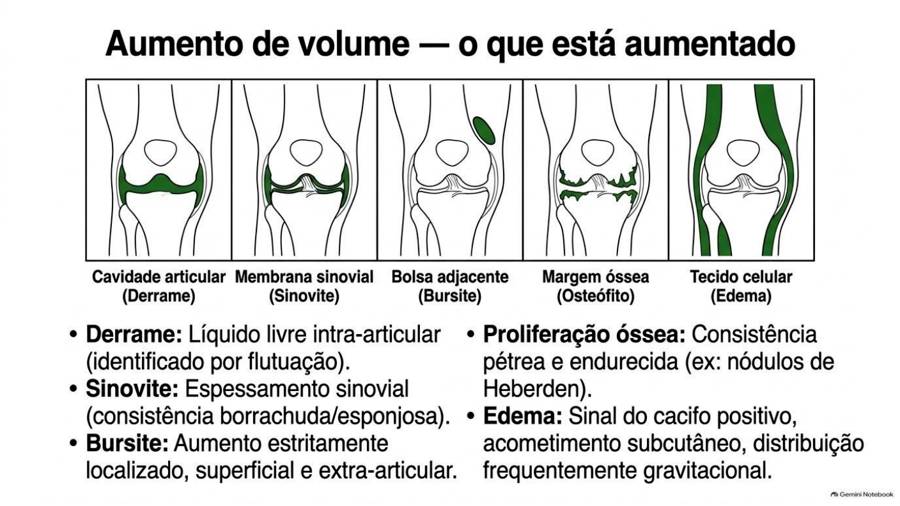 Aumento de volume — o que está aumentado
Cavidade articular
(Derrame)
Membrana sinovial
(Sinovite)
Bolsa adjacente
(Bursite)
Margem óssea
(Osteófito)
Tecido celular
(Edema)
• Derrame: Líquido livre intra-articular
(identificado por flutuação).
• Sinovite: Espessamento sinovial
(consistência borrachuda/esponjosa).
• Bursite: Aumento estritamente
localizado, superficial e extra-articular.
• Proliferação óssea: Consistência
pétrea e endurecida (ex: nódulos de
Heberden).
• Edema: Sinal do cacifo positivo,
acometimento subcutâneo, distribuição
frequentemente gravitacional.
Gemini Notebook